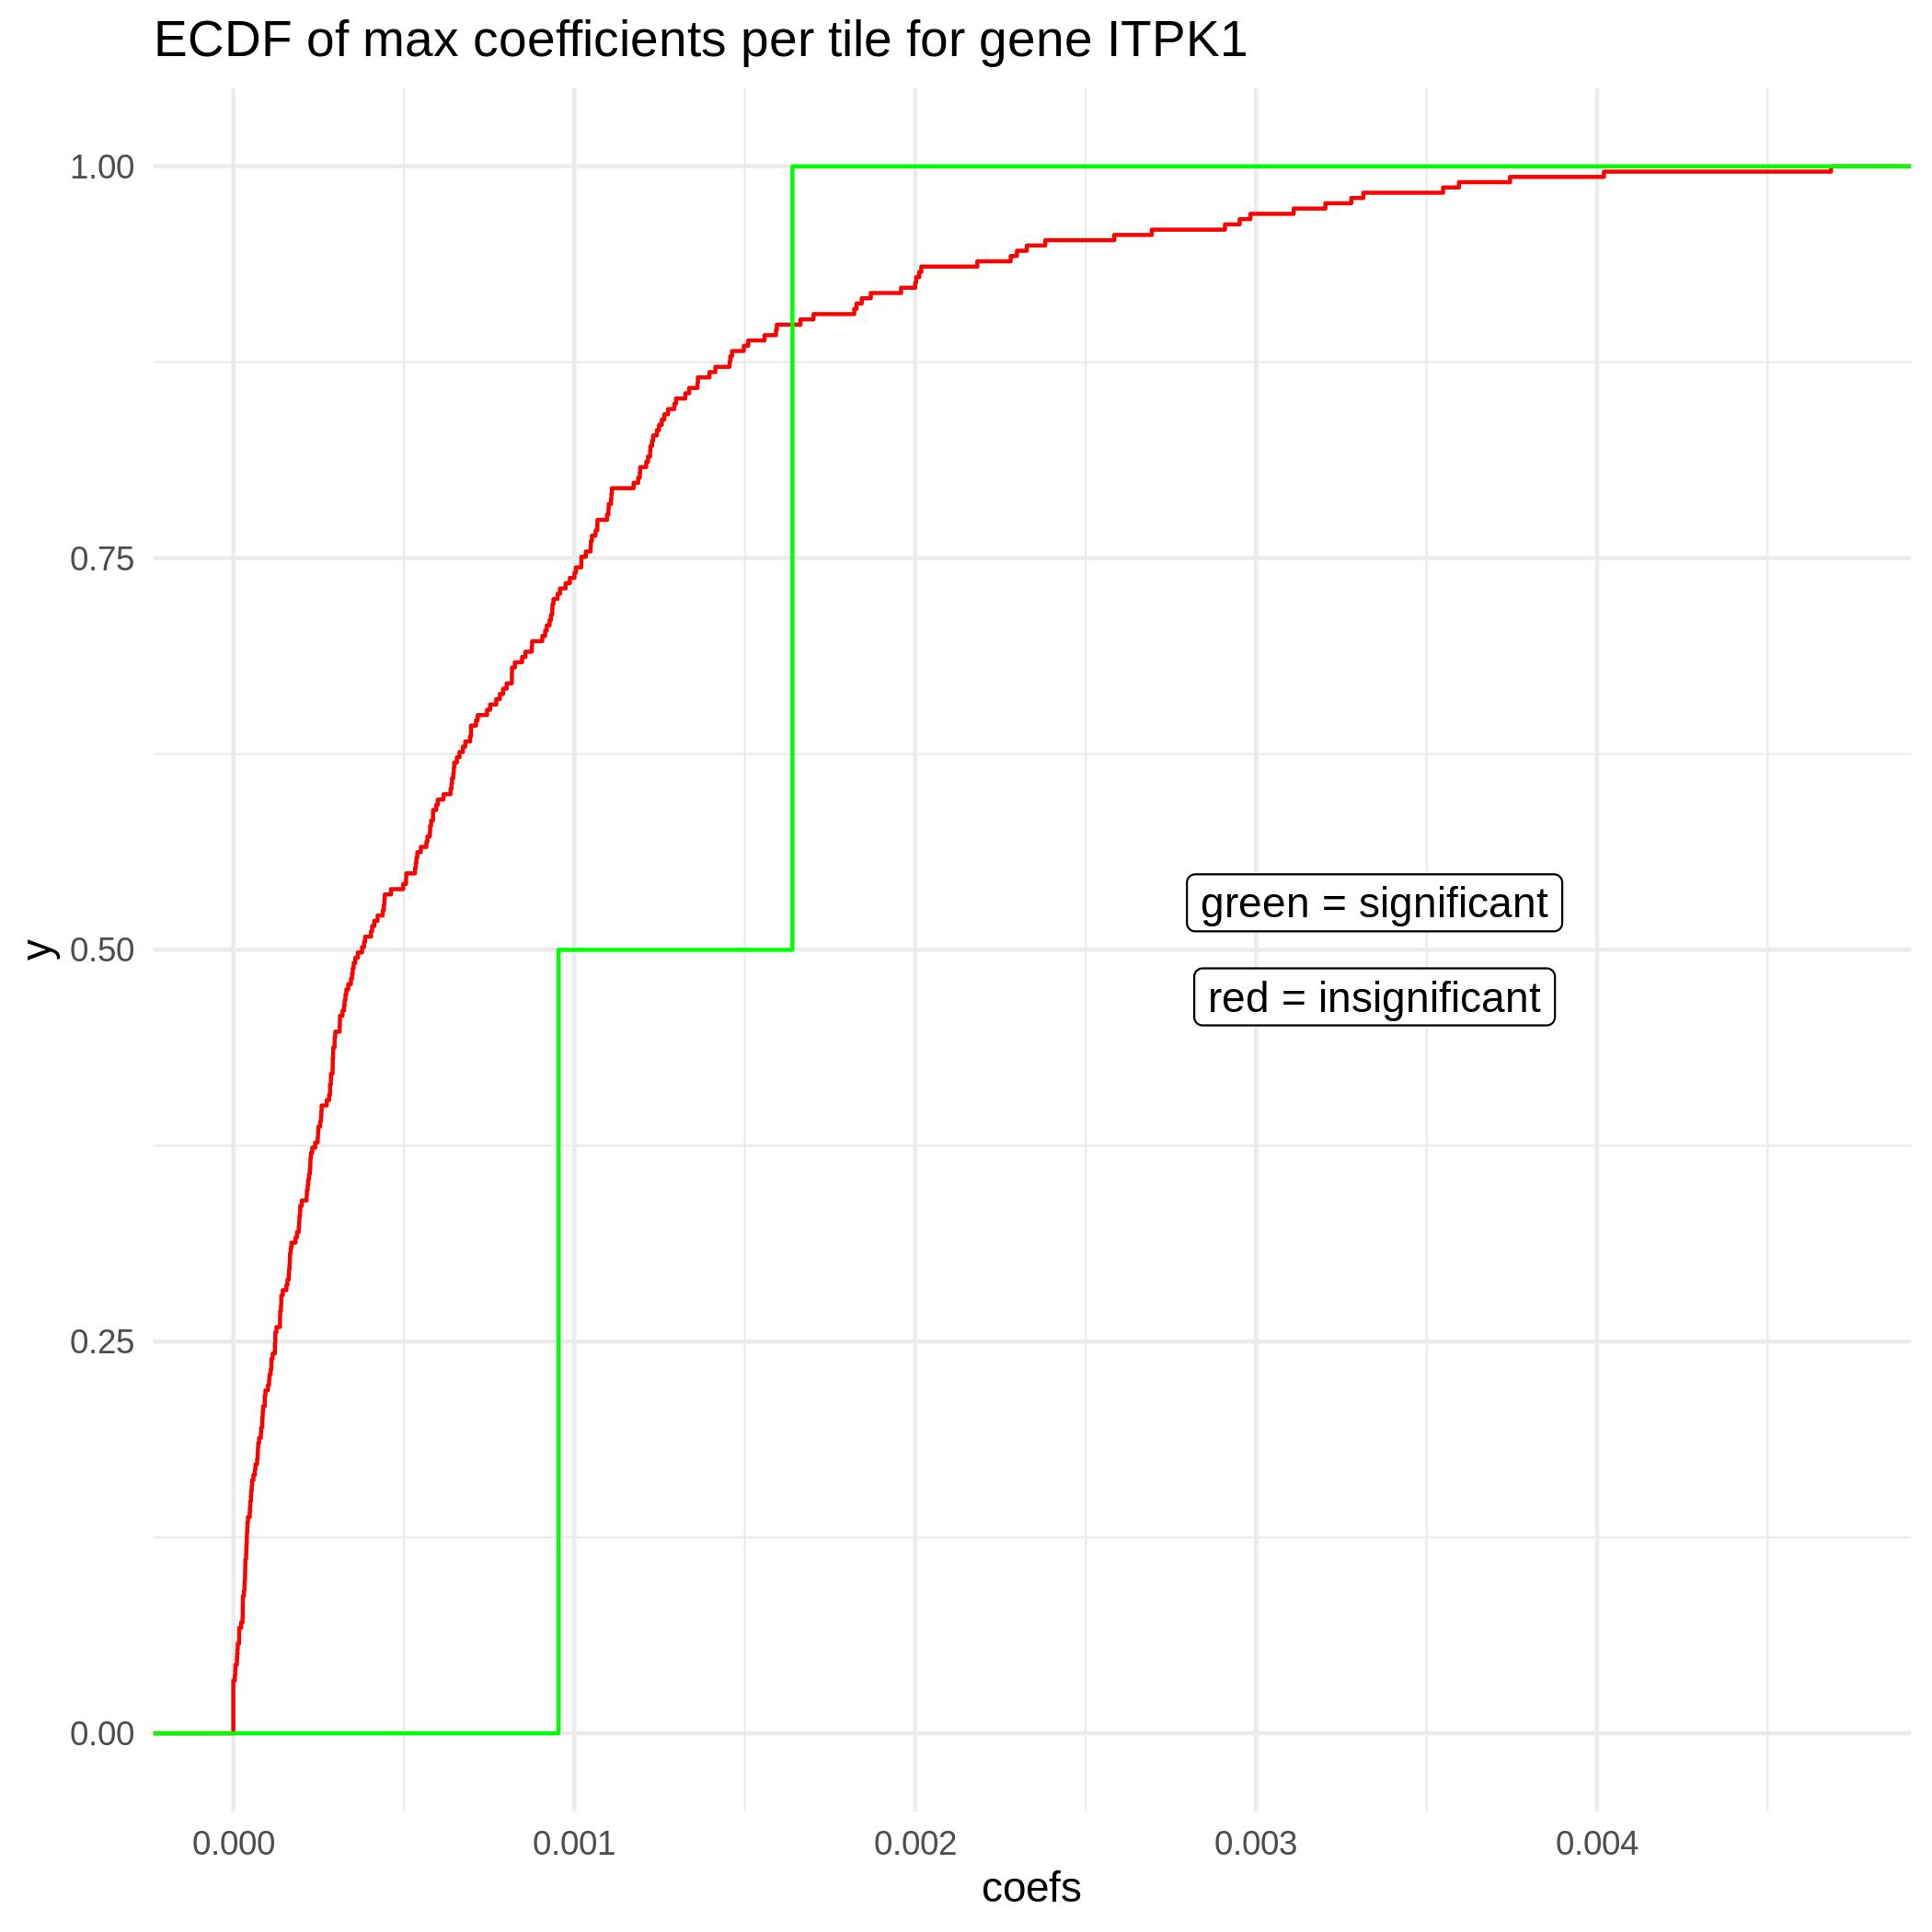 ECDF of max coefficients per tile for gene ITPK1
1.00
0.75
0.50
0.25
0.00
y
green = significant
red = insignificant
0.000 0.001 0.002 0.003 0.004
coefs